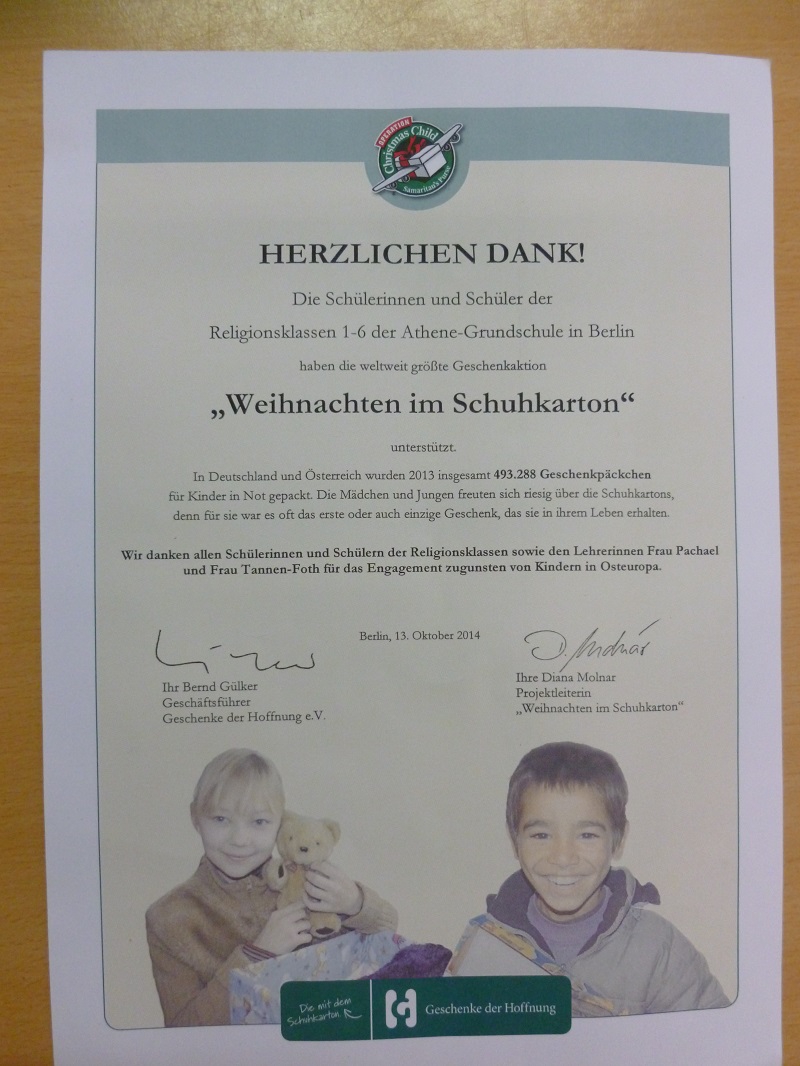 OPERATION
Christmas Child
Samaritan's Purse
HERZLICHEN DANK!
Die Schülerinnen und Schüler der
Religionsklassen 1-6 der Athene-Grundschule in Berlin
haben die weltweit größte Geschenkaktion
„Weihnachten im Schuhkarton“
unterstützt.
In Deutschland und Österreich wurden 2013 insgesamt 493.288 Geschenkpäckchen
für Kinder in Not gepackt. Die Mädchen und Jungen freuten sich riesig über die Schuhkartons,
denn für sie war es oft das erste oder auch einzige Geschenk, das sie in ihrem Leben erhalten.
Wir danken allen Schülerinnen und Schülern der Religionsklassen sowie den Lehrerinnen Frau Pachael
und Frau Tannen-Foth für das Engagement zugunsten von Kindern in Osteuropa.
Berlin, 13. Oktober 2014
D. Molnár
Ihr Bernd Gülker
Geschäftsführer
Geschenke der Hoffnung e.V.
Ihre Diana Molnar
Projektleiterin
„Weihnachten im Schuhkarton“
Die mit dem
Schuhkarton.
Geschenke der Hoffnung